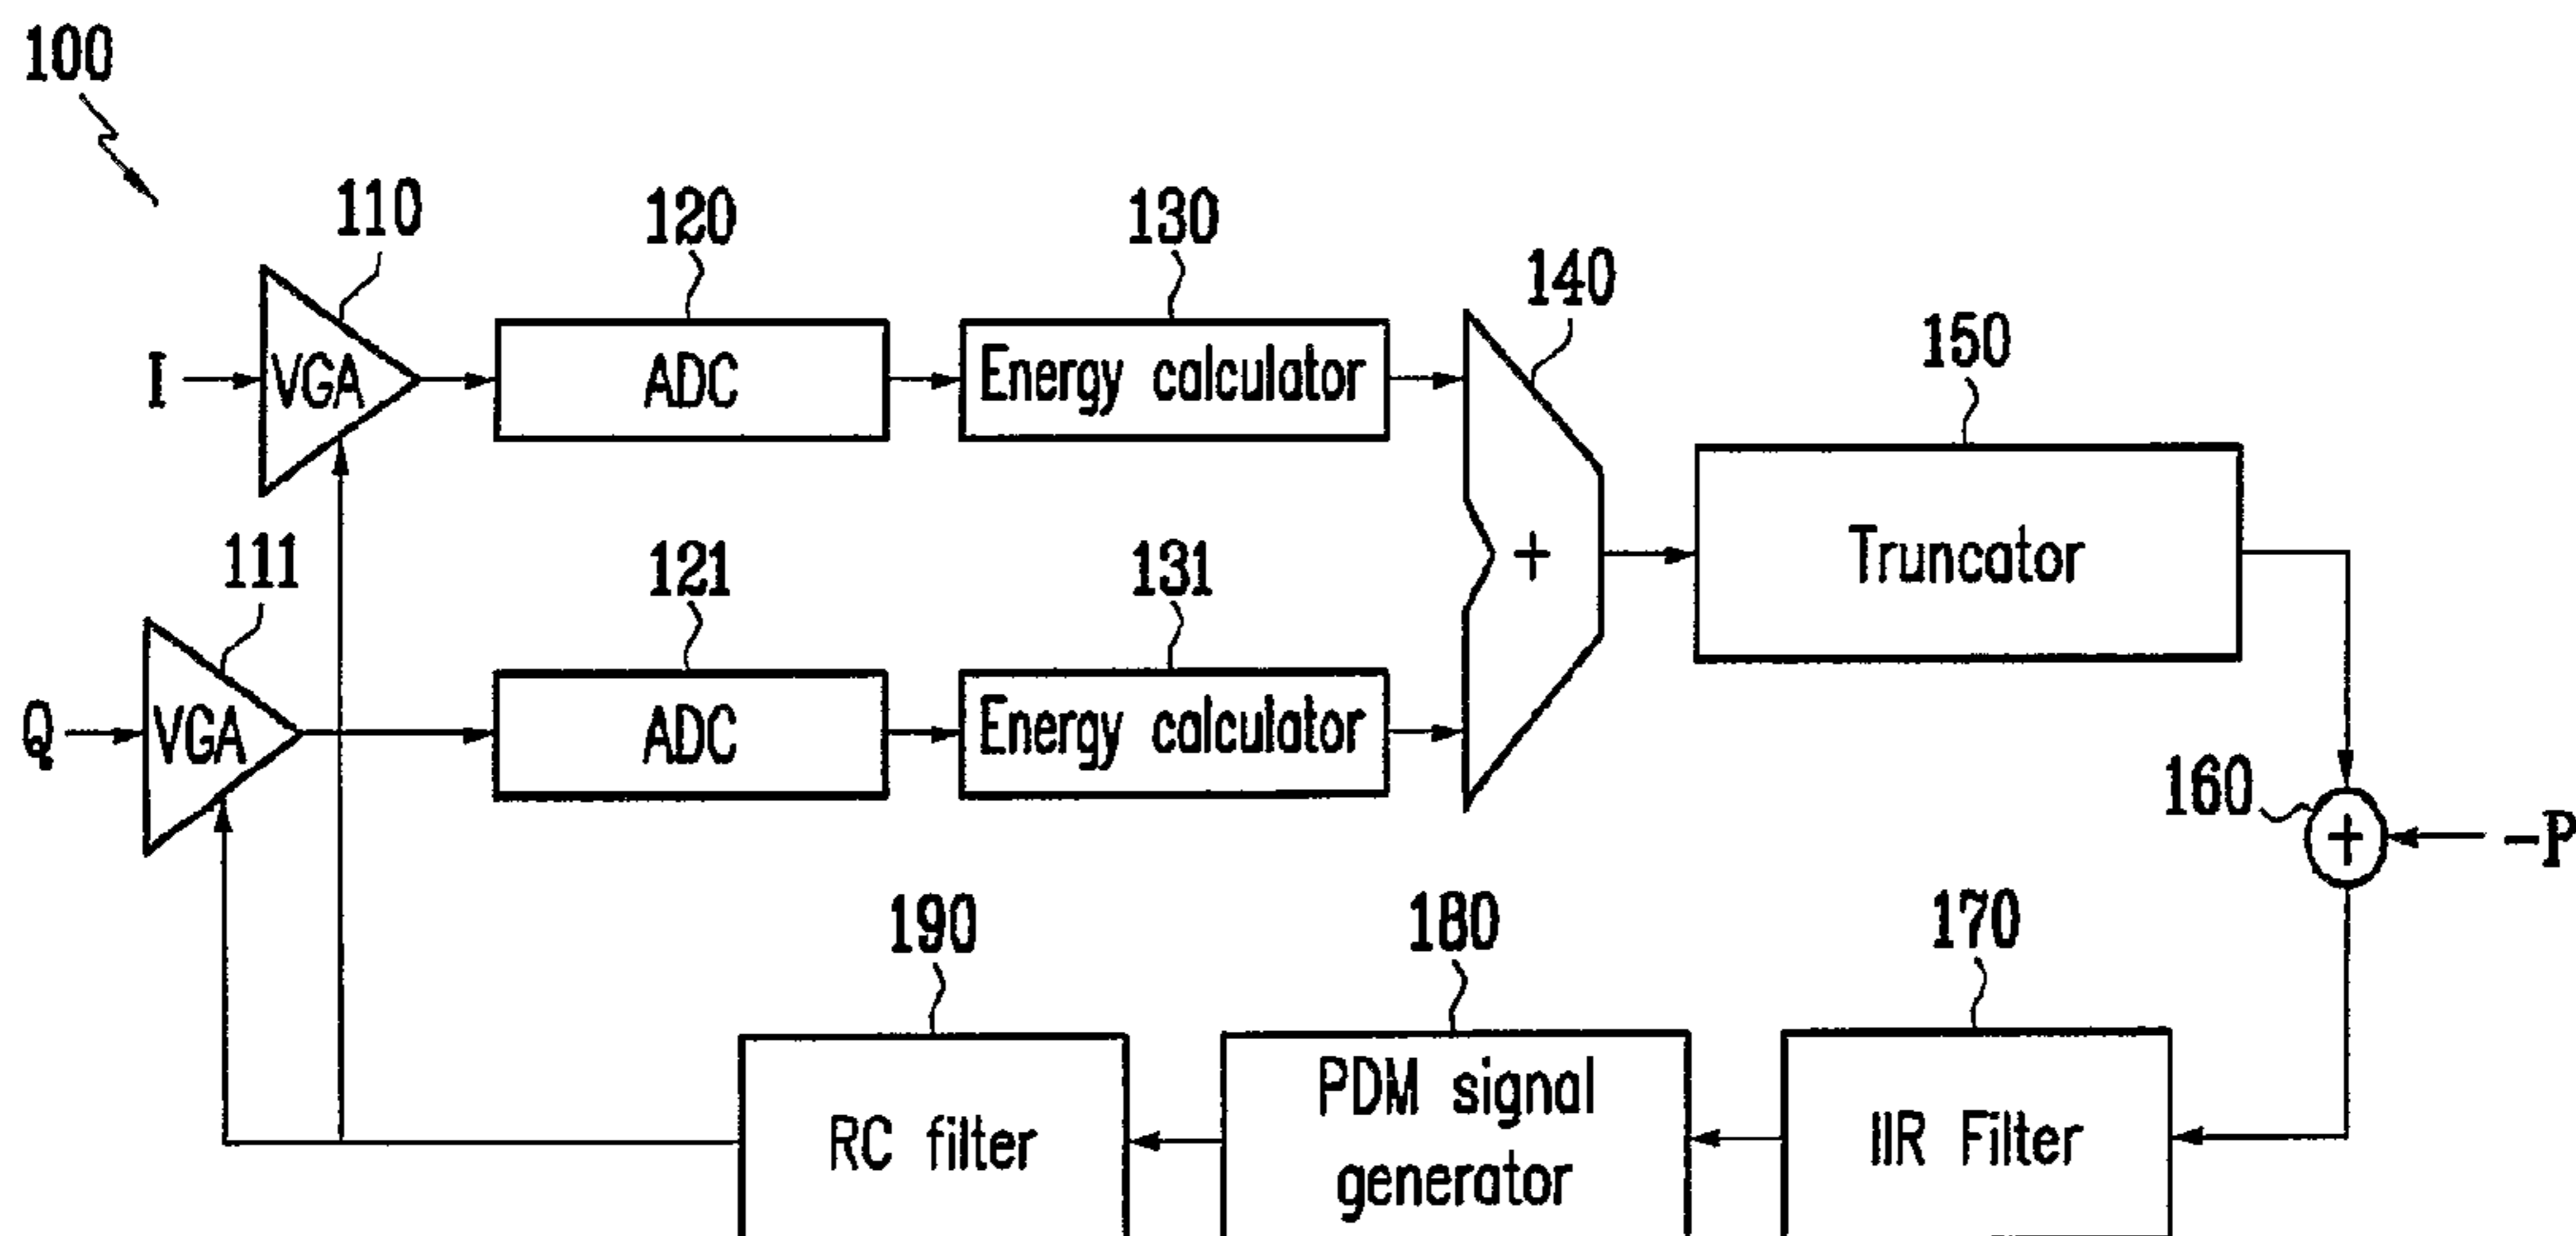 100
110
120
130
140
150
I
VGA
ADC
Energy calculator
111
121
131
+
Truncator
Q
VGA
ADC
Energy calculator
160
+
-P
190
180
170
RC filter
PDM signal
generator
IIR Filter